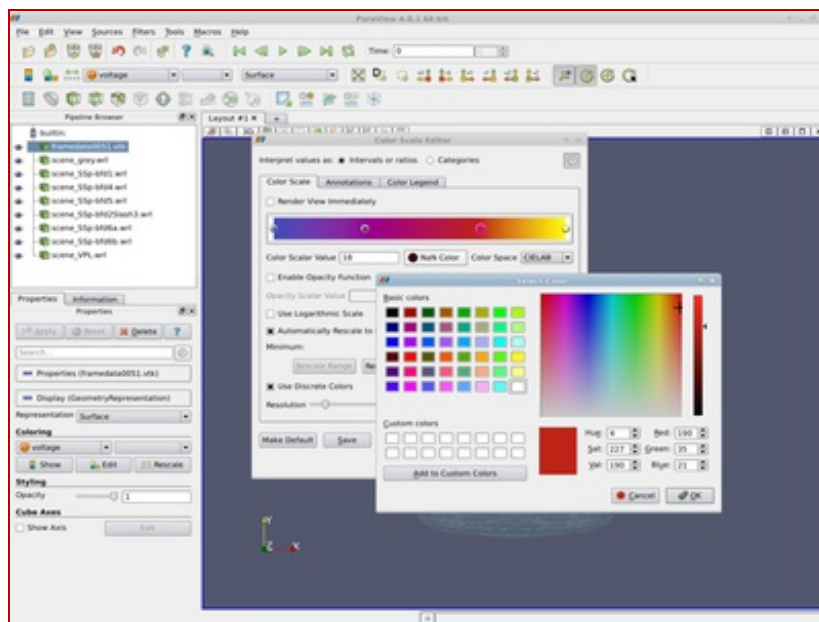 ParaView 4.0.1 64-bit
File Edit View Sources Filters Tools Macros Help
Time: 0
voltage Surface
Pipeline Browser
Layout #1
builtin:
framedata0051.vtk
scene_grey.wrl
scene_SSp-bfd1.wrl
scene_SSp-bfd4.wrl
scene_SSp-bfd5.wrl
scene_SSp-bfd2Slash3.wrl
scene_SSp-bfd6a.wrl
scene_SSp-bfd6b.wrl
scene_VPL.wrl
Properties Information
Properties
Apply Reset Delete ?
Search...
Properties (framedata0051.vtk)
Display (GeometryRepresentation)
Representation Surface
Coloring
voltage
Show Edit Rescale
Styling
Opacity 1
Cube Axes
Show Axis Edit
Color Scale Editor
Interpret values as: Intervals or ratios Categories
Color Scale Annotations Color Legend
Render View Immediately
Color Scalar Value 18 NaN Color Color Space CIELAB
Enable Opacity Function
Opacity Scalar Value
Use Logarithmic Scale
Automatically Rescale to
Minimum:
Rescale Range
Use Discrete Colors
Resolution
Make Default Save
Select Color
Basic colors
Custom colors
Add to Custom Colors
Hue: 4 Red: 190
Sat: 227 Green: 35
Val: 190 Blue: 21
Cancel OK
Y
Z X